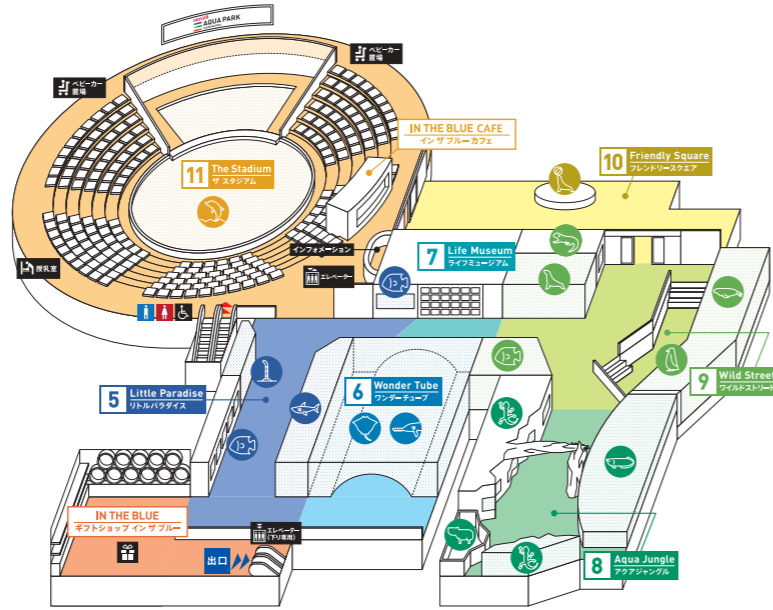 AQUA PARK
ベビーカー
置場
ベビーカー
置場
IN THE BLUE CAFE
イン ザ ブルー カフェ
11 The Stadium
ザ スタジアム
10 Friendly Square
フレンドリースクエア
インフォメーション
7 Life Museum
ライフミュージアム
授乳室
エレベーター
5 Little Paradise
リトルパラダイス
6 Wonder Tube
ワンダーチューブ
9 Wild Street
ワイルドストリート
IN THE BLUE
ギフトショップ イン ザ ブルー
エレベーター
(下り専用)
出口
8 Aqua Jungle
アクアジャングル